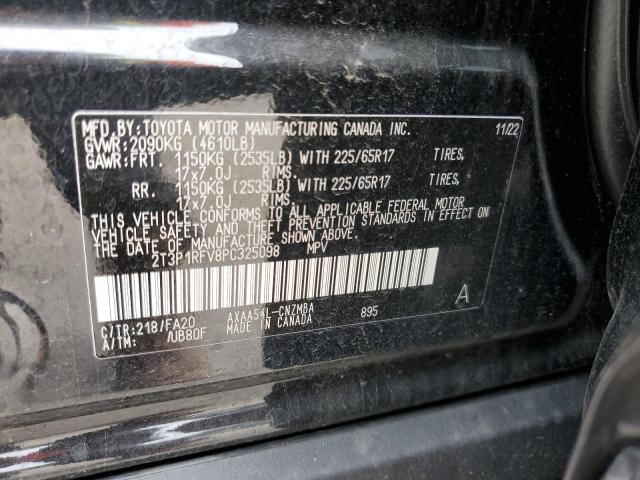 MFD. BY: TOYOTA MOTOR MANUFACTURING CANADA INC. 11/22
GVWR: 2090KG (4610LB)
GAWR: FRT. 1150KG (2535LB) WITH 225/65R17 TIRES,
17x7.0J RIMS.
RR. 1150KG (2535LB) WITH 225/65R17 TIRES,
17x7.0J RIMS.
THIS VEHICLE CONFORMS TO ALL APPLICABLE FEDERAL MOTOR
VEHICLE SAFETY, BUMPER, AND THEFT PREVENTION STANDARDS IN EFFECT ON
THE DATE OF MANUFACTURE SHOWN ABOVE.
2T3P1RFV8PC325098 MPV
A
C/TR: 218/FA20 AXAA54L-CNZMBA 895
A/TM: /UB80F MADE IN CANADA